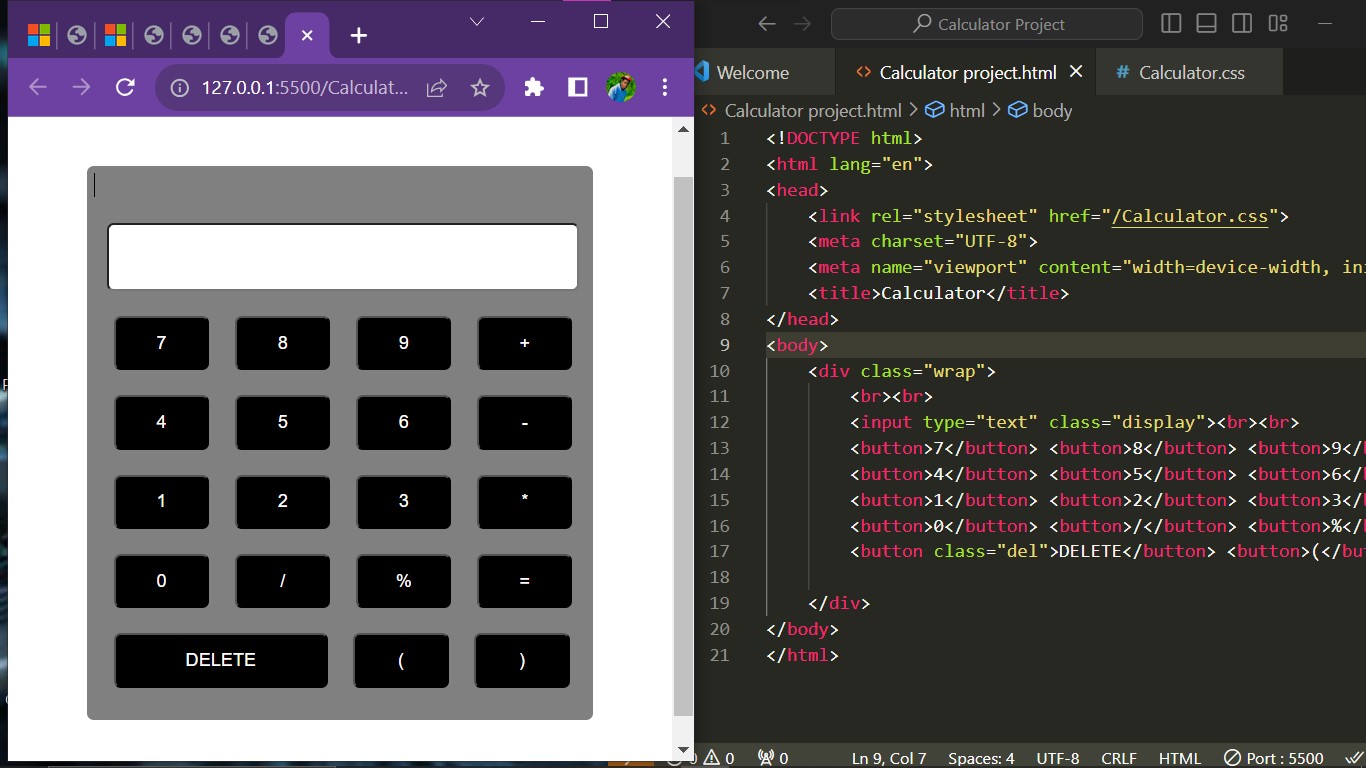 127.0.0.1:5500/Calculat...
7 8 9 +
4 5 6 -
1 2 3 *
0 / % =
DELETE ( )
Calculator Project
Welcome
Calculator project.html
# Calculator.css
Calculator project.html > html > body
1 <!DOCTYPE html>
2 <html lang="en">
3 <head>
4 <link rel="stylesheet" href="/Calculator.css">
5 <meta charset="UTF-8">
6 <meta name="viewport" content="width=device-width, ini
7 <title>Calculator</title>
8 </head>
9 <body>
10 <div class="wrap">
11 <br><br>
12 <input type="text" class="display"><br><br>
13 <button>7</button> <button>8</button> <button>9</
14 <button>4</button> <button>5</button> <button>6</
15 <button>1</button> <button>2</button> <button>3</
16 <button>0</button> <button>/</button> <button>%</
17 <button class="del">DELETE</button> <button>(</bu
18
19 </div>
20 </body>
21 </html>
0 0 0 Ln 9, Col 7 Spaces: 4 UTF-8 CRLF HTML Port : 5500